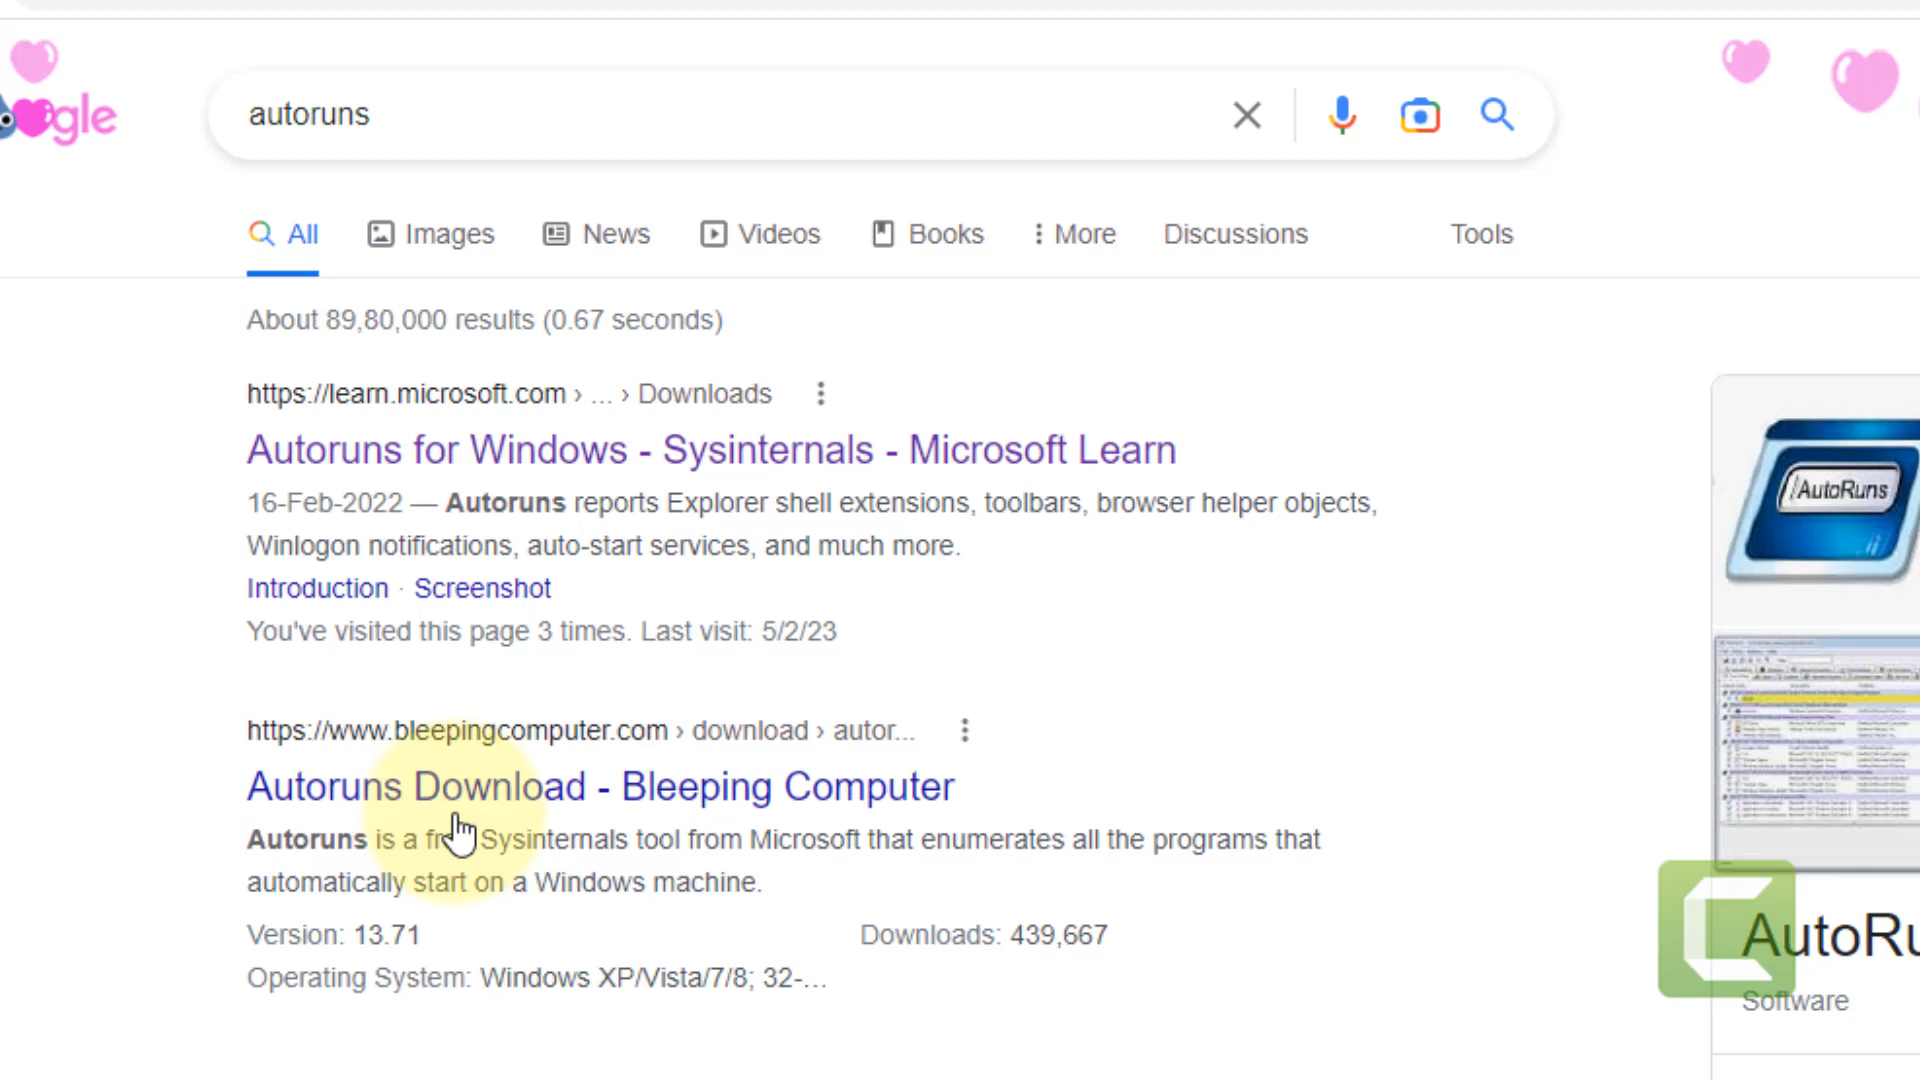 gle
autoruns
All
Images
News
Videos
Books
More
Discussions
Tools
About 89,80,000 results (0.67 seconds)
https://learn.microsoft.com › ... › Downloads
Autoruns for Windows - Sysinternals - Microsoft Learn
16-Feb-2022 — Autoruns reports Explorer shell extensions, toolbars, browser helper objects,
Winlogon notifications, auto-start services, and much more.
Introduction · Screenshot
You've visited this page 3 times. Last visit: 5/2/23
https://www.bleepingcomputer.com › download › autor...
Autoruns Download - Bleeping Computer
Autoruns is a fr Sysinternals tool from Microsoft that enumerates all the programs that
automatically start on a Windows machine.
Version: 13.71
Downloads: 439,667
Operating System: Windows XP/Vista/7/8; 32-...
AutoRuns
AutoRu
Software